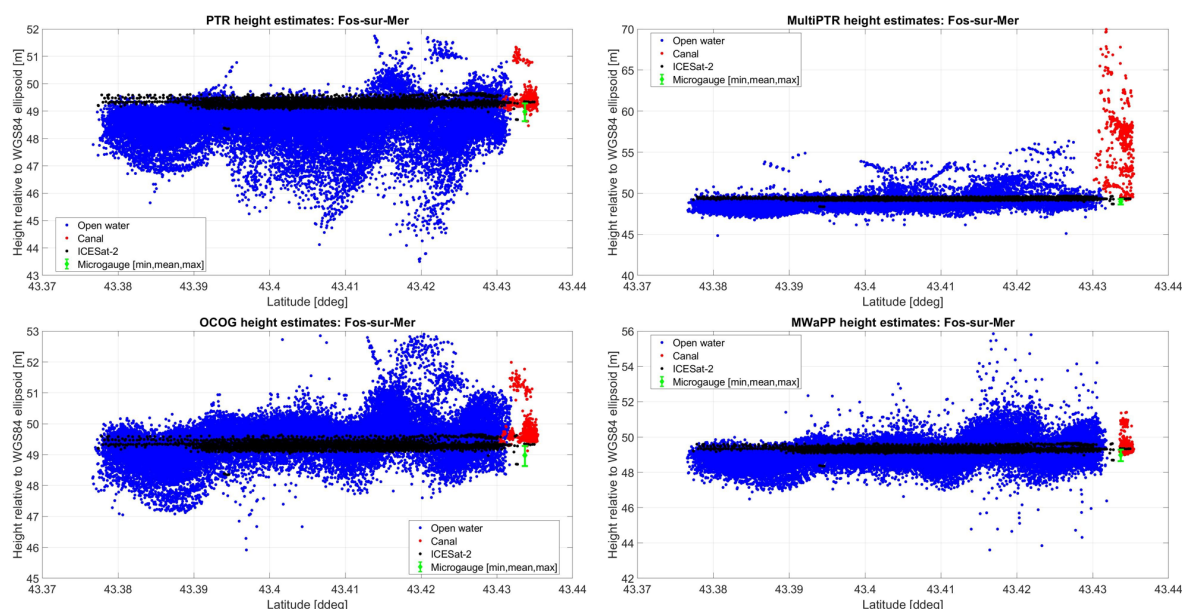 PTR height estimates: Fos-sur-Mer
Height relative to WGS84 ellipsoid [m]
52
51
50
49
48
47
46
45
44
43
Open water
Canal
ICESat-2
Microgauge [min,mean,max]
43.37 43.38 43.39 43.4 43.41 43.42 43.43 43.44
Latitude [ddeg]
MultiPTR height estimates: Fos-sur-Mer
Height relative to WGS84 ellipsoid [m]
70
65
60
55
50
45
40
Open water
Canal
ICESat-2
Microgauge [min,mean,max]
43.37 43.38 43.39 43.4 43.41 43.42 43.43 43.44
Latitude [ddeg]
OCOG height estimates: Fos-sur-Mer
Height relative to WGS84 ellipsoid [m]
53
52
51
50
49
48
47
46
45
Open water
Canal
ICESat-2
Microgauge [min,mean,max]
43.37 43.38 43.39 43.4 43.41 43.42 43.43 43.44
Latitude [ddeg]
MWaPP height estimates: Fos-sur-Mer
Height relative to WGS84 ellipsoid [m]
56
54
52
50
48
46
44
42
Open water
Canal
ICESat-2
Microgauge [min,mean,max]
43.37 43.38 43.39 43.4 43.41 43.42 43.43 43.44
Latitude [ddeg]